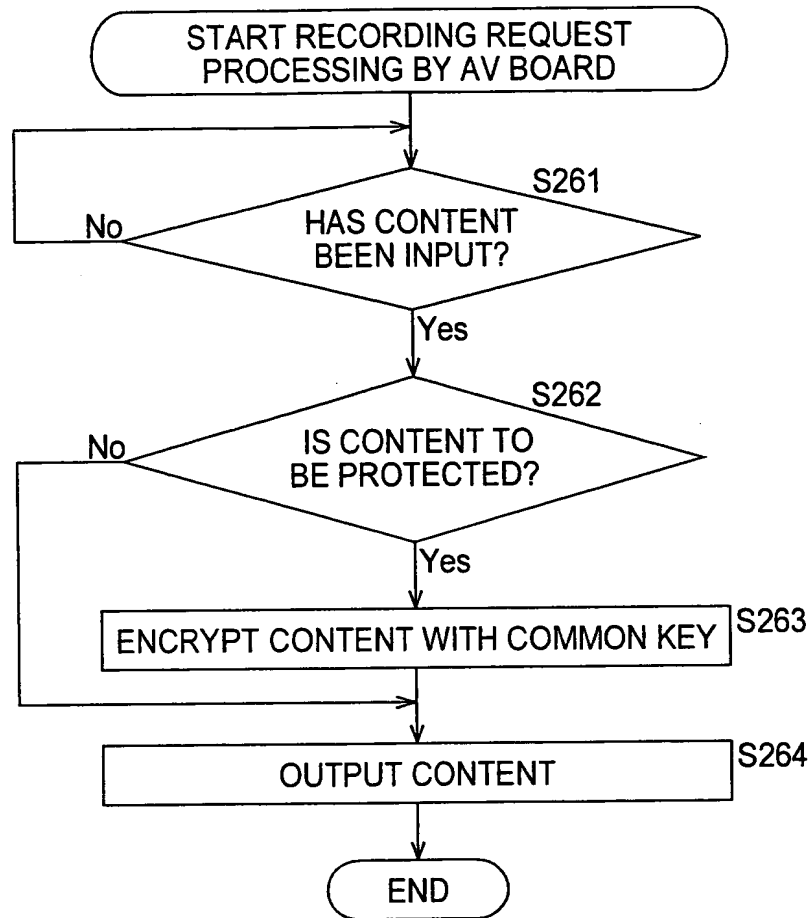 START RECORDING REQUEST
PROCESSING BY AV BOARD
S261
No
HAS CONTENT
BEEN INPUT?
Yes
S262
No
IS CONTENT TO
BE PROTECTED?
Yes
ENCRYPT CONTENT WITH COMMON KEY
S263
OUTPUT CONTENT
S264
END